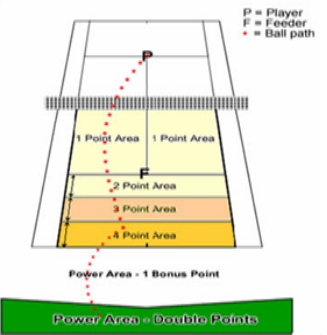 P = Player
F = Feeder
• = Ball path
P
1 Point Area
1 Point Area
F
2 Point Area
3 Point Area
4 Point Area
Power Area - 1 Bonus Point
Power Area - Double Points